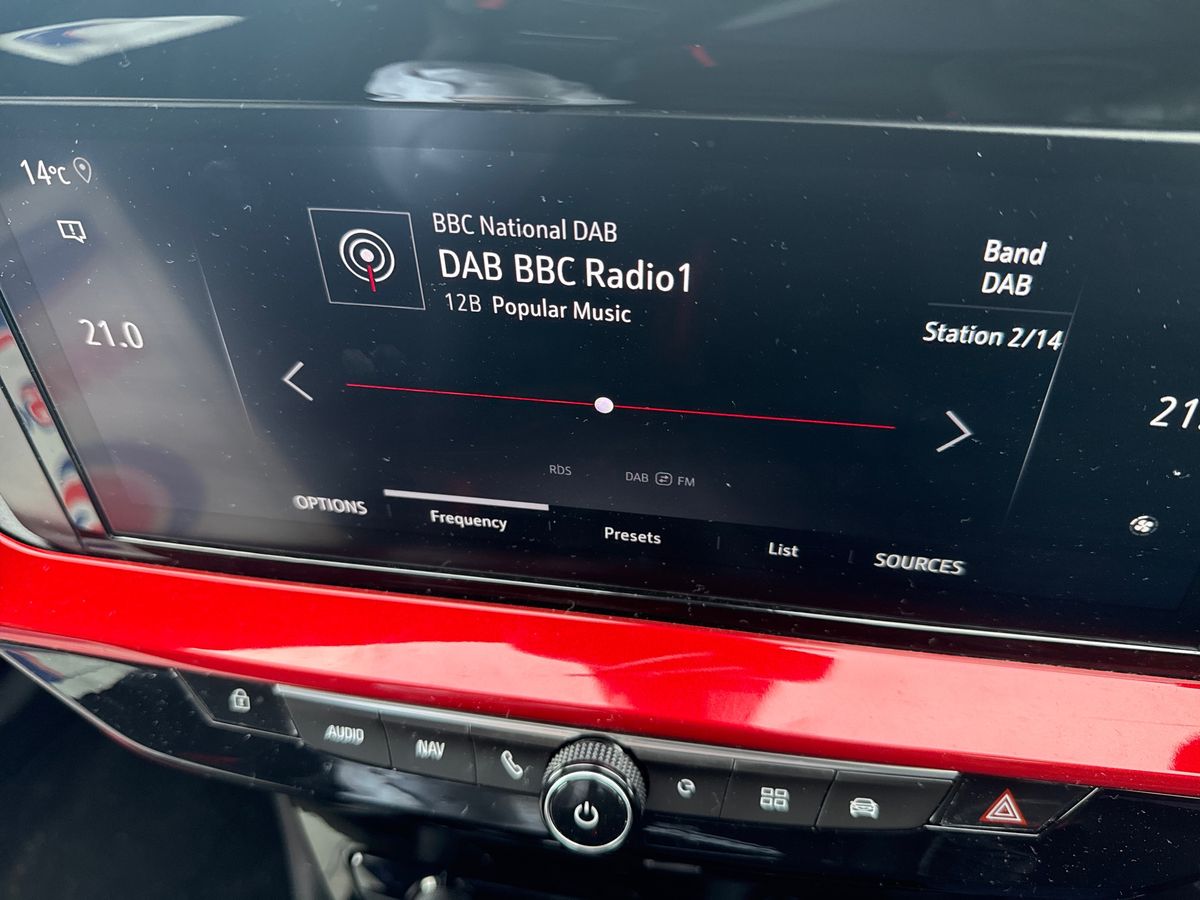 14°C
BBC National DAB
DAB BBC Radio1
12B Popular Music
Band
DAB
Station 2/14
21.0
21.
RDS
DAB FM
OPTIONS
Frequency
Presets
List
SOURCES
AUDIO
NAV